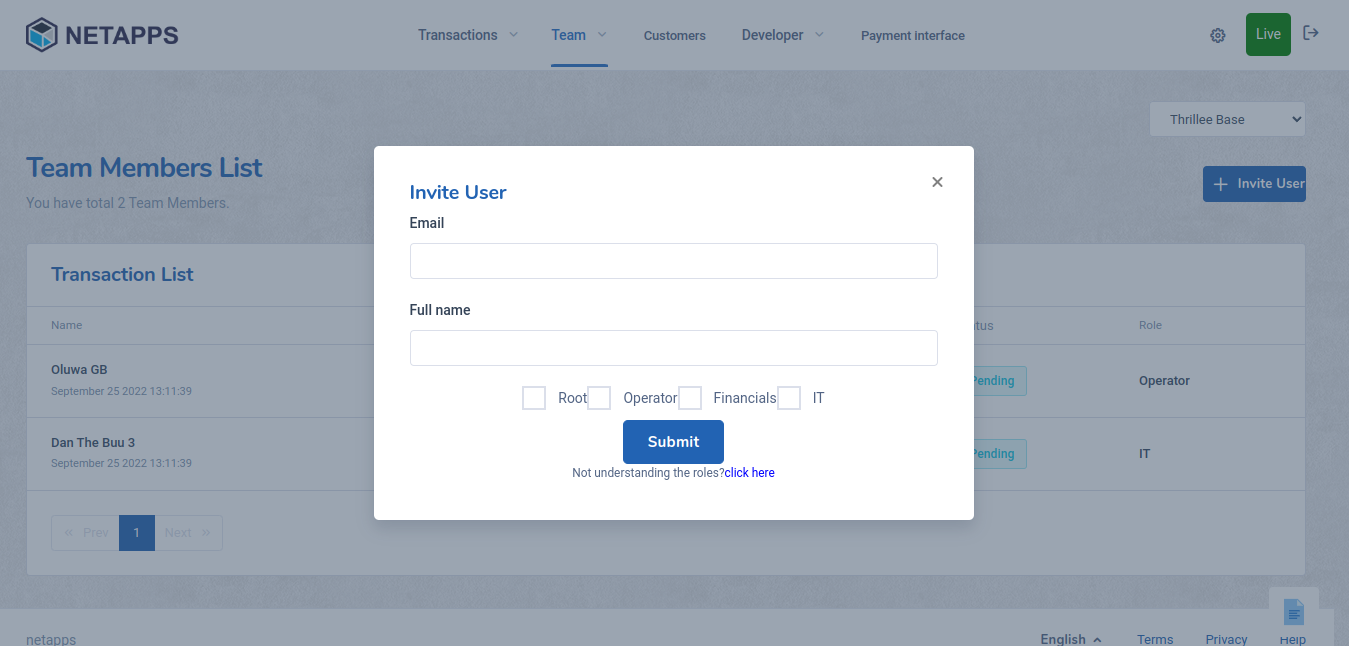 NETAPPS
Transactions Team Customers Developer Payment interface Live
Thrillee Base
Team Members List
You have total 2 Team Members.
Invite User
Invite User
Email
Full name
Root Operator Financials IT
Submit
Not understanding the roles?click here
Transaction List
Name tus Role
Oluwa GB
September 25 2022 13:11:39
Pending Operator
Dan The Buu 3
September 25 2022 13:11:39
Pending IT
« Prev 1 Next »
netapps
English Terms Privacy Help